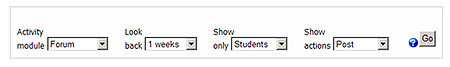 Activity Look Show Show
module Forum back 1 weeks only Students actions Post ? Go